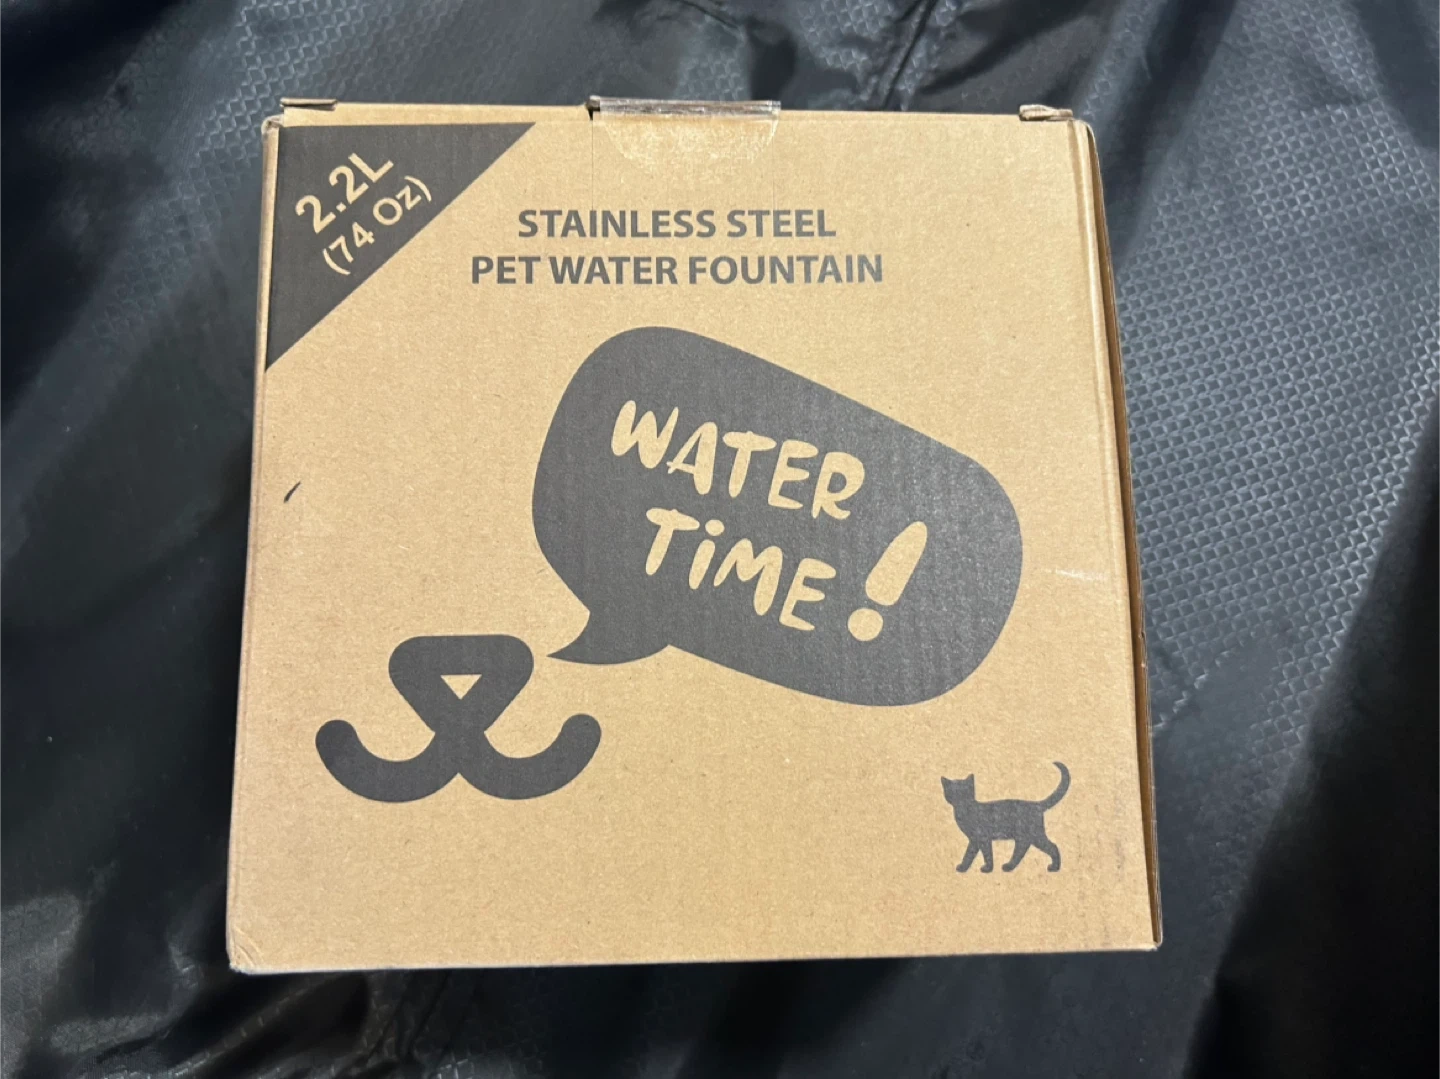 2.2L
(74 Oz)
STAINLESS STEEL
PET WATER FOUNTAIN
WATER
TiME!